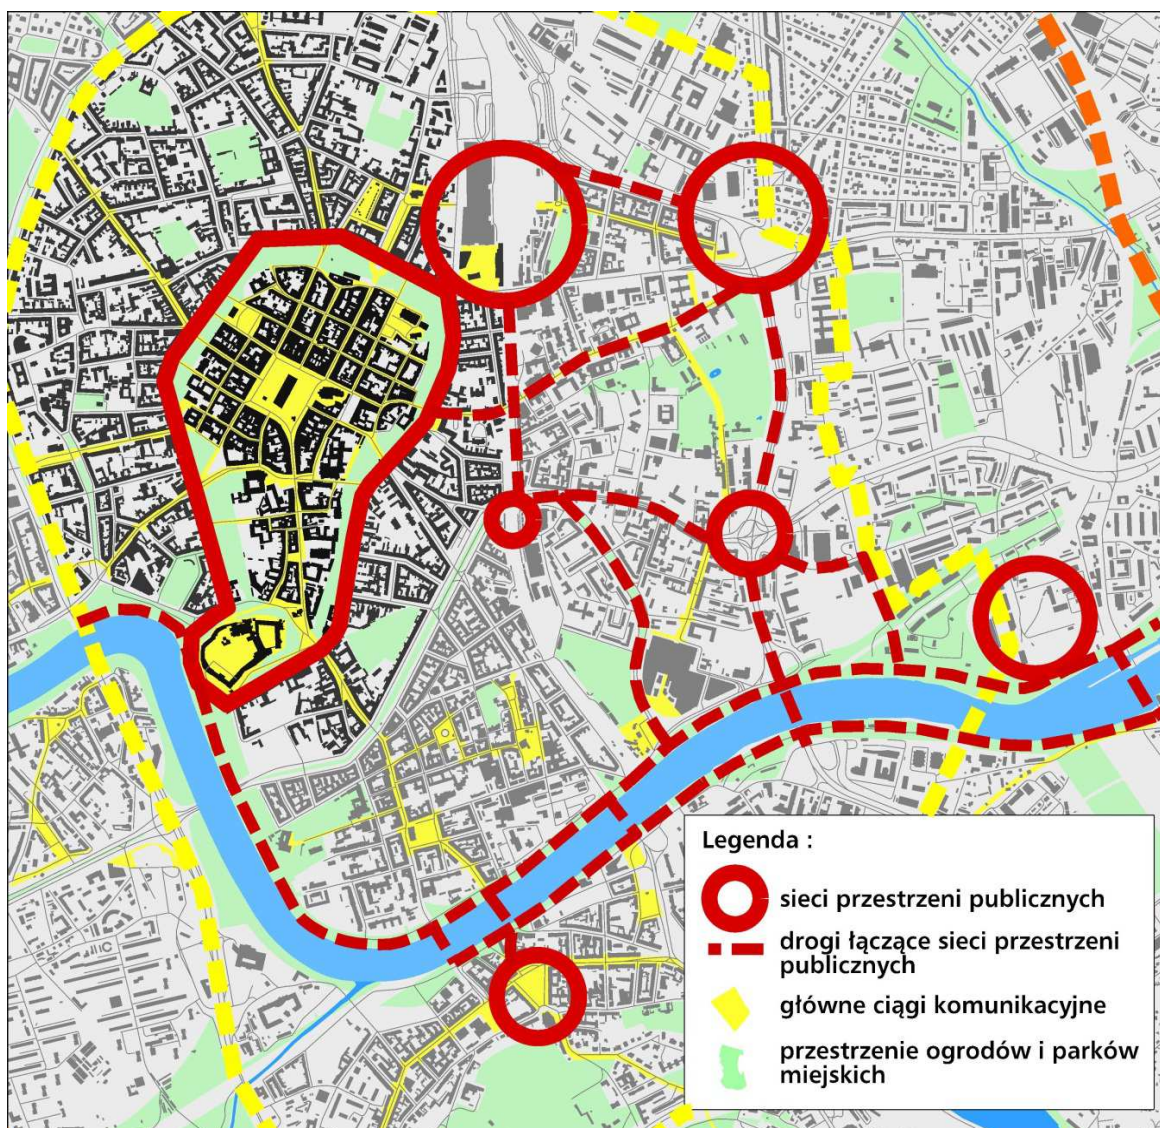 Legenda :
sieci przestrzeni publicznych
drogi łączące sieci przestrzeni
publicznych
główne ciągi komunikacyjne
przestrzenie ogrodów i parków
miejskich